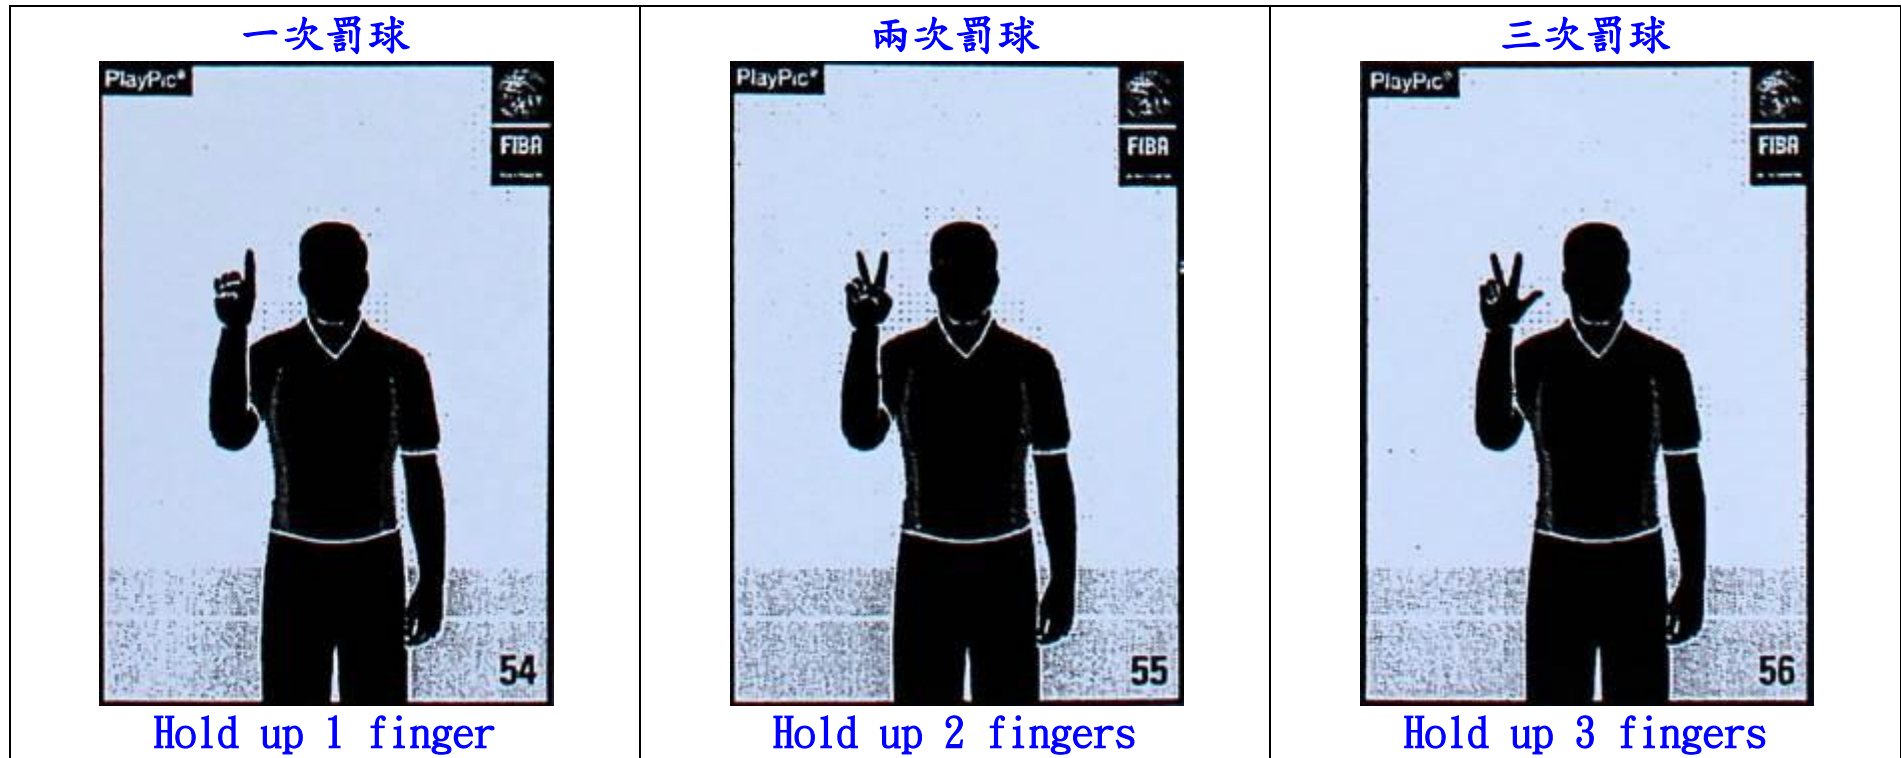 一次罰球
PlayPic®
FIBA
54
Hold up 1 finger
兩次罰球
PlayPic®
FIBA
55
Hold up 2 fingers
三次罰球
PlayPic®
FIBA
56
Hold up 3 fingers